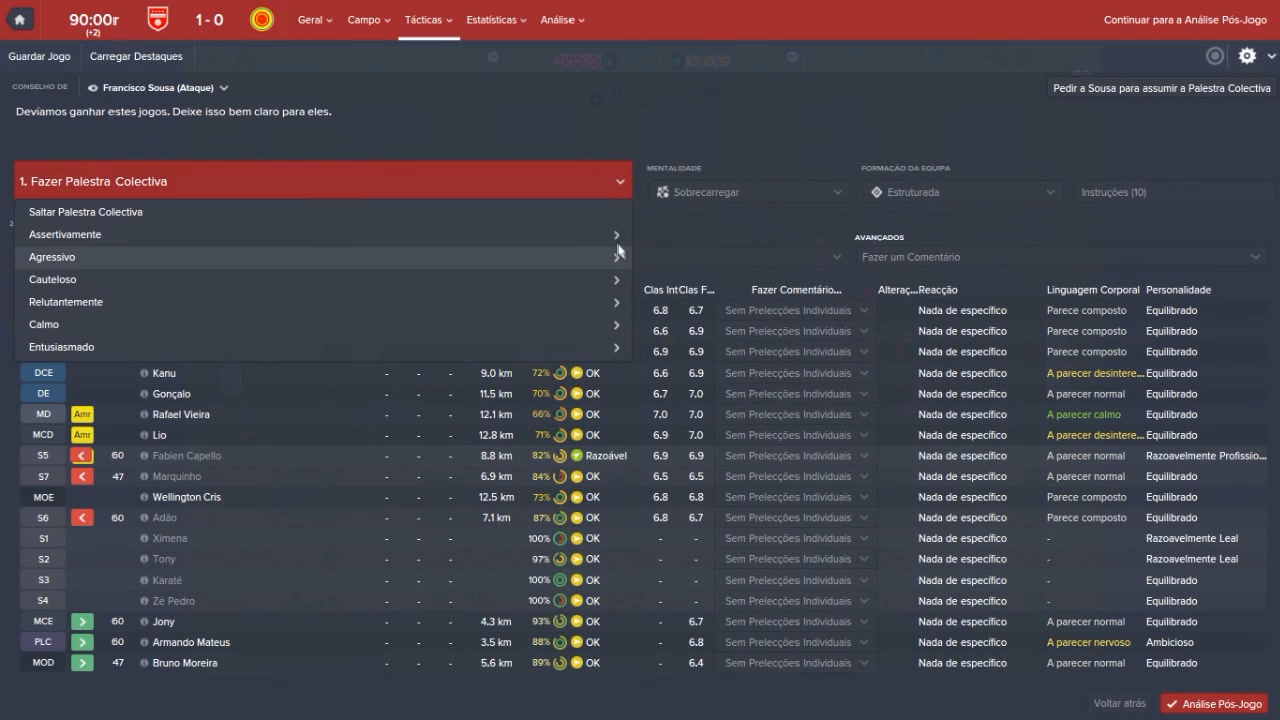 90:00r 1 - 0 Geral Campo Tácticas Estatísticas Análise Continuar para a Análise Pós-Jogo
(+2)
Guardar Jogo Carregar Destaques
CONSELHO DE Francisco Sousa (Ataque) Pedir a Sousa para assumir a Palestra Colectiva
Devíamos ganhar estes jogos. Deixe isso bem claro para eles.
MENTALIDADE FORMAÇÃO DA EQUIPA
1. Fazer Palestra Colectiva Sobrecarregar Estruturada Instruções (10)
Saltar Palestra Colectiva
Assertivamente AVANÇADOS
Agressivo Fazer um Comentário
Cauteloso
Clas Int Clas F... Fazer Comentário... Alteraç... Reacção Linguagem Corporal Personalidade
Relutantemente 6.8 6.7 Sem Prelecções Individuais Nada de específico Parece composto Equilibrado
Calmo 6.6 6.9 Sem Prelecções Individuais Nada de específico Parece composto Equilibrado
Entusiasmado 6.9 6.9 Sem Prelecções Individuais Nada de específico Parece composto Equilibrado
DCE Kanu - - - 9.0 km 72% OK 6.6 6.9 Sem Prelecções Individuais Nada de específico A parecer desintere... Equilibrado
DE Gonçalo - - - 11.5 km 70% OK 6.7 7.0 Sem Prelecções Individuais Nada de específico A parecer normal Equilibrado
MD Amr Rafael Vieira - - - 12.1 km 66% OK 7.0 7.0 Sem Prelecções Individuais Nada de específico A parecer calmo Equilibrado
MCD Amr Lio - - - 12.8 km 71% OK 6.9 7.0 Sem Prelecções Individuais Nada de específico A parecer desintere... Equilibrado
S5 60 Fabien Capello - - - 8.8 km 82% Razoável 6.9 6.9 Sem Prelecções Individuais Nada de específico A parecer normal Razoavelmente Profissio...
S7 47 Marquinho - - - 6.9 km 84% OK 6.5 6.5 Sem Prelecções Individuais Nada de específico A parecer normal Equilibrado
MOE Wellington Cris - - - 12.5 km 73% OK 6.8 6.8 Sem Prelecções Individuais Nada de específico Parece composto Equilibrado
S6 60 Adão - - - 7.1 km 87% OK 6.8 6.7 Sem Prelecções Individuais Nada de específico Parece composto Equilibrado
S1 Ximena 100% OK - - Sem Prelecções Individuais Nada de específico - Razoavelmente Leal
S2 Tony 97% OK - - Sem Prelecções Individuais Nada de específico - Razoavelmente Leal
S3 Karaté 100% OK - - Sem Prelecções Individuais Nada de específico - Equilibrado
S4 Zé Pedro 100% OK - - Sem Prelecções Individuais Nada de específico - Equilibrado
MCE 60 Jony - - - 4.3 km 93% OK - 6.7 Sem Prelecções Individuais Nada de específico A parecer normal Equilibrado
PLC 60 Armando Mateus - - - 3.5 km 88% OK - 6.8 Sem Prelecções Individuais Nada de específico A parecer nervoso Ambicioso
MOD 47 Bruno Moreira - - - 5.6 km 89% OK - 6.4 Sem Prelecções Individuais Nada de específico A parecer normal Equilibrado
Voltar atrás Análise Pós-Jogo